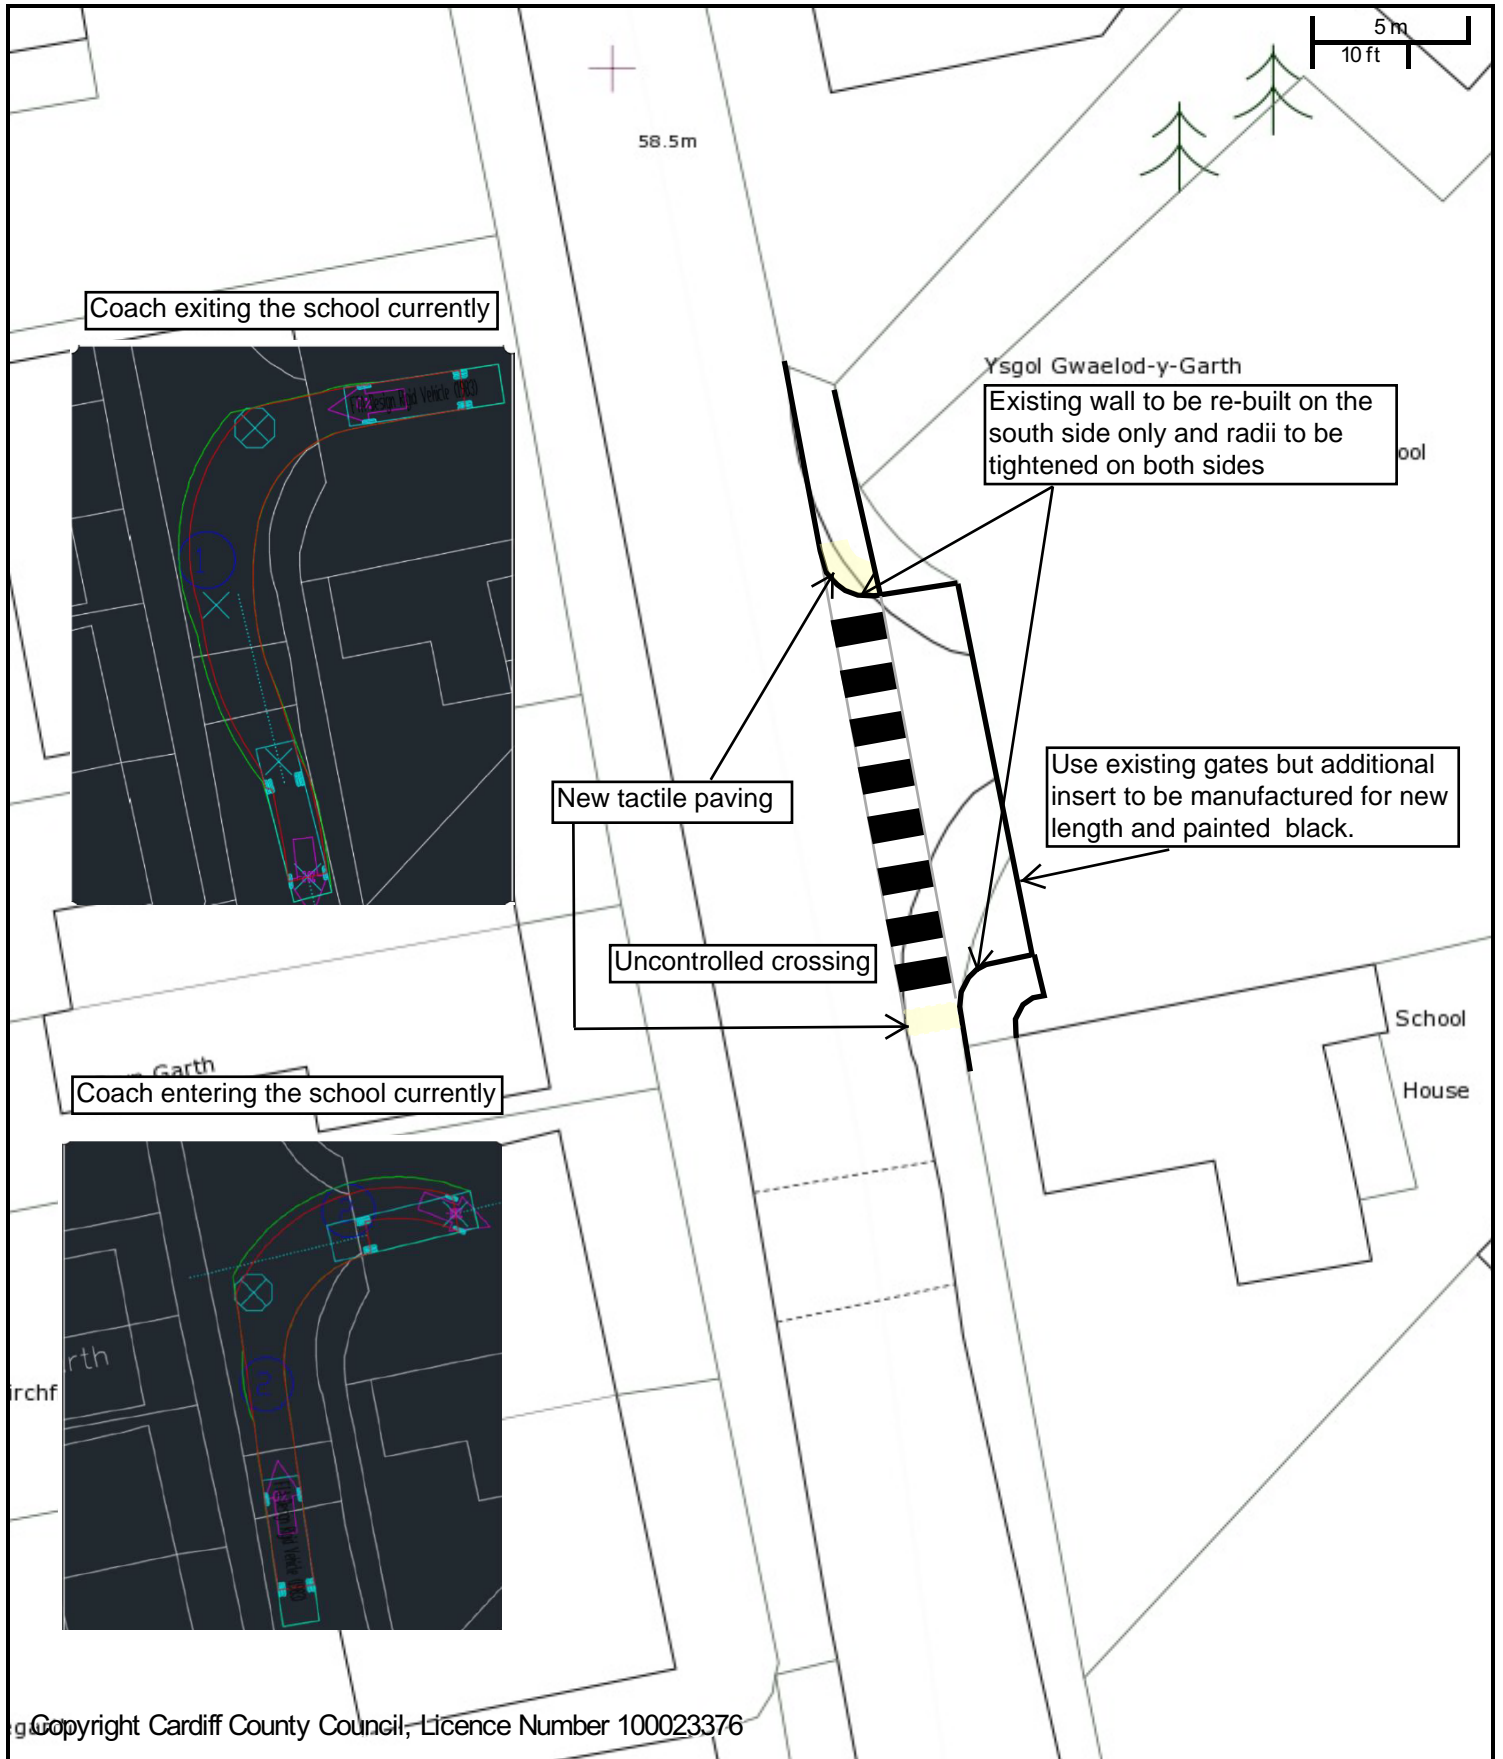 5 m
10 ft
58.5m
Coach exiting the school currently
Ysgol Gwaelod-y-Garth
Existing wall to be re-built on the
south side only and radii to be
tightened on both sides
ool
New tactile paving
Use existing gates but additional
insert to be manufactured for new
length and painted black.
Uncontrolled crossing
School
House
Garth
Coach entering the school currently
rth
irchf
Copyright Cardiff County Council, Licence Number 100023376